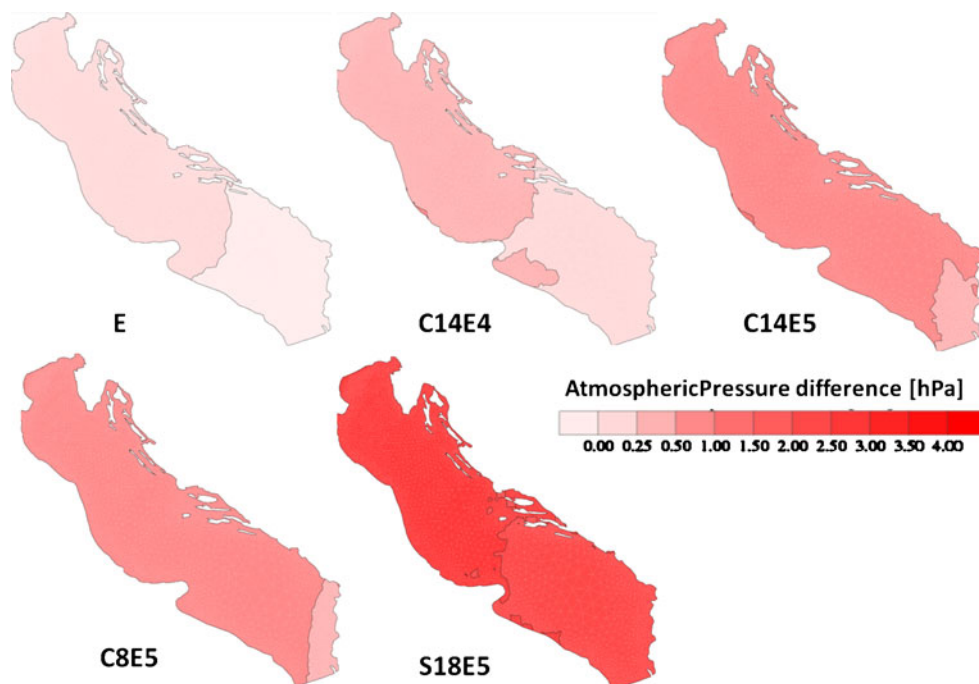 E
C14E4
C14E5
AtmosphericPressure difference [hPa]
0.00 0.25 0.50 1.00 1.50 2.00 2.50 3.00 3.50 4.00
C8E5
S18E5